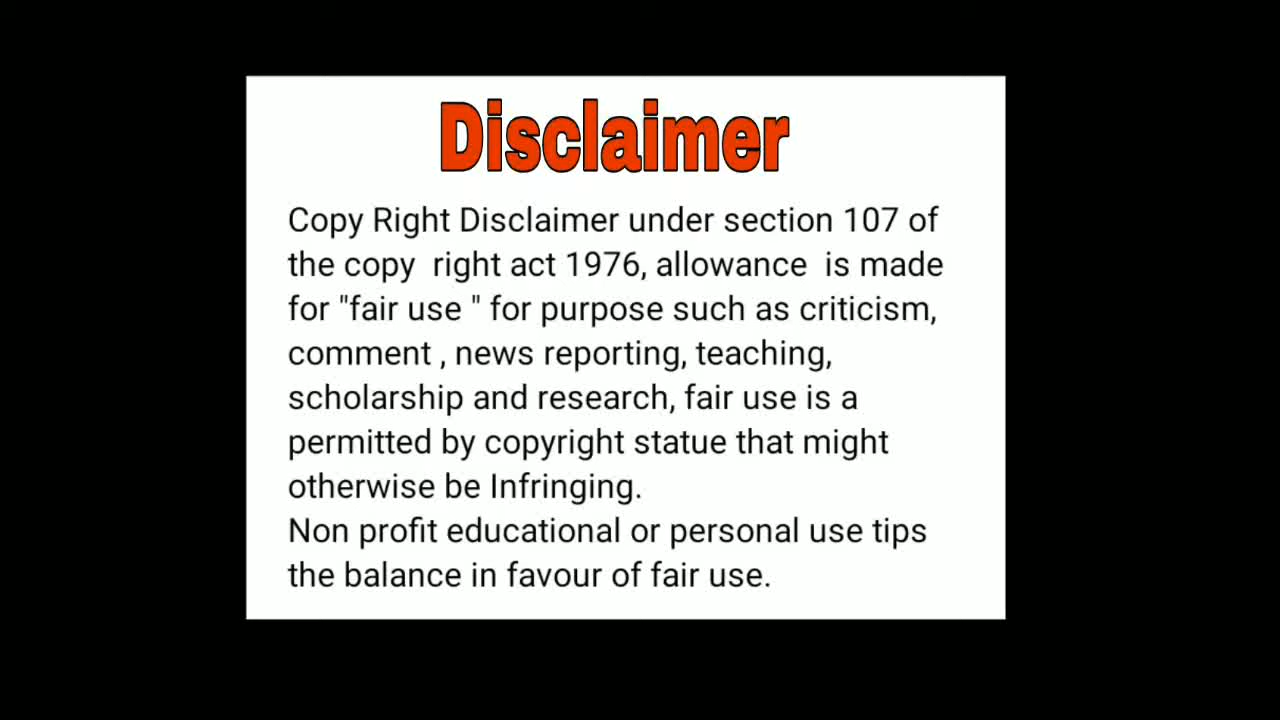 Disclaimer
Copy Right Disclaimer under section 107 of
the copy  right act 1976, allowance  is made
for "fair use " for purpose such as criticism,
comment , news reporting, teaching,
scholarship and research, fair use is a
permitted by copyright statue that might
otherwise be Infringing.
Non profit educational or personal use tips
the balance in favour of fair use.